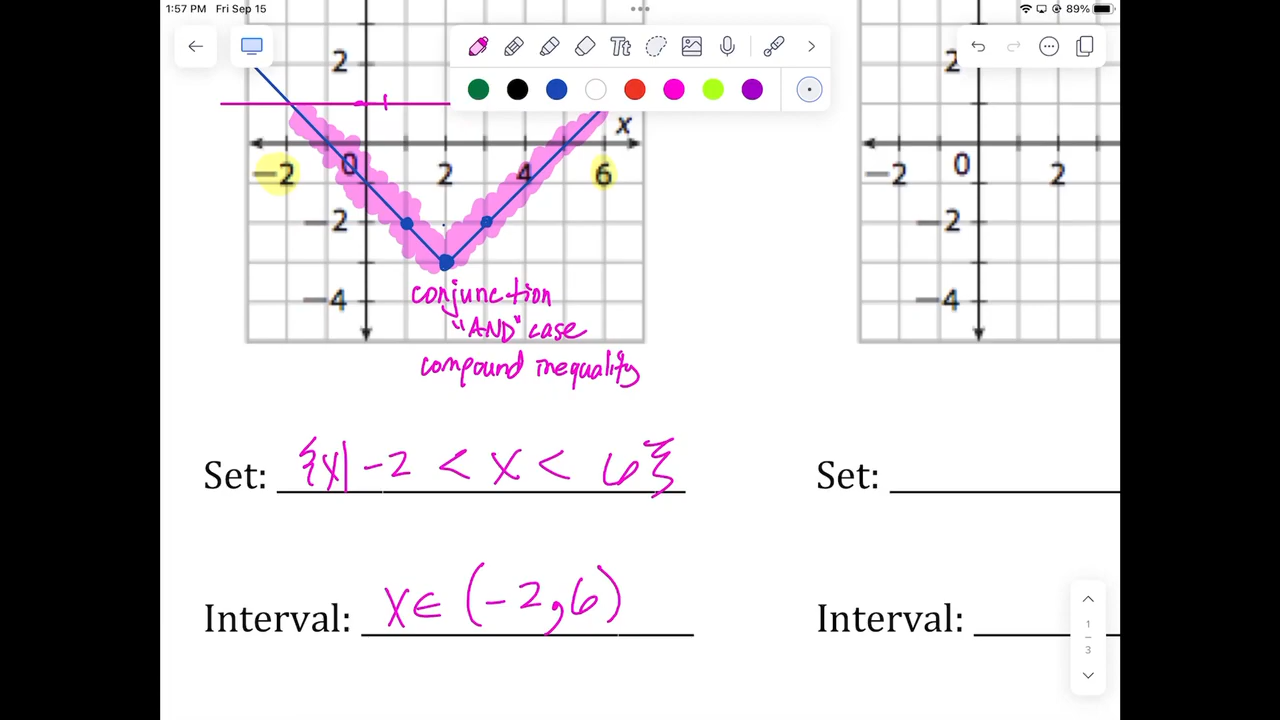 1:57 PM Fri Sep 15
89%
Tt
2
2
x
−2
0
2
4
6
−2
0
2
−2
−2
−4
−4
conjunction
"AND" case
compound inequality
Set: {x| -2 < x < 6}
Set:
Interval: x∈ (-2,6)
Interval:
1
3